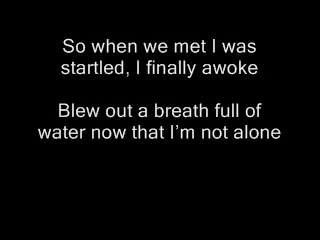 So when we met I was
startled, I finally awoke
Blew out a breath full of
water now that I'm not alone